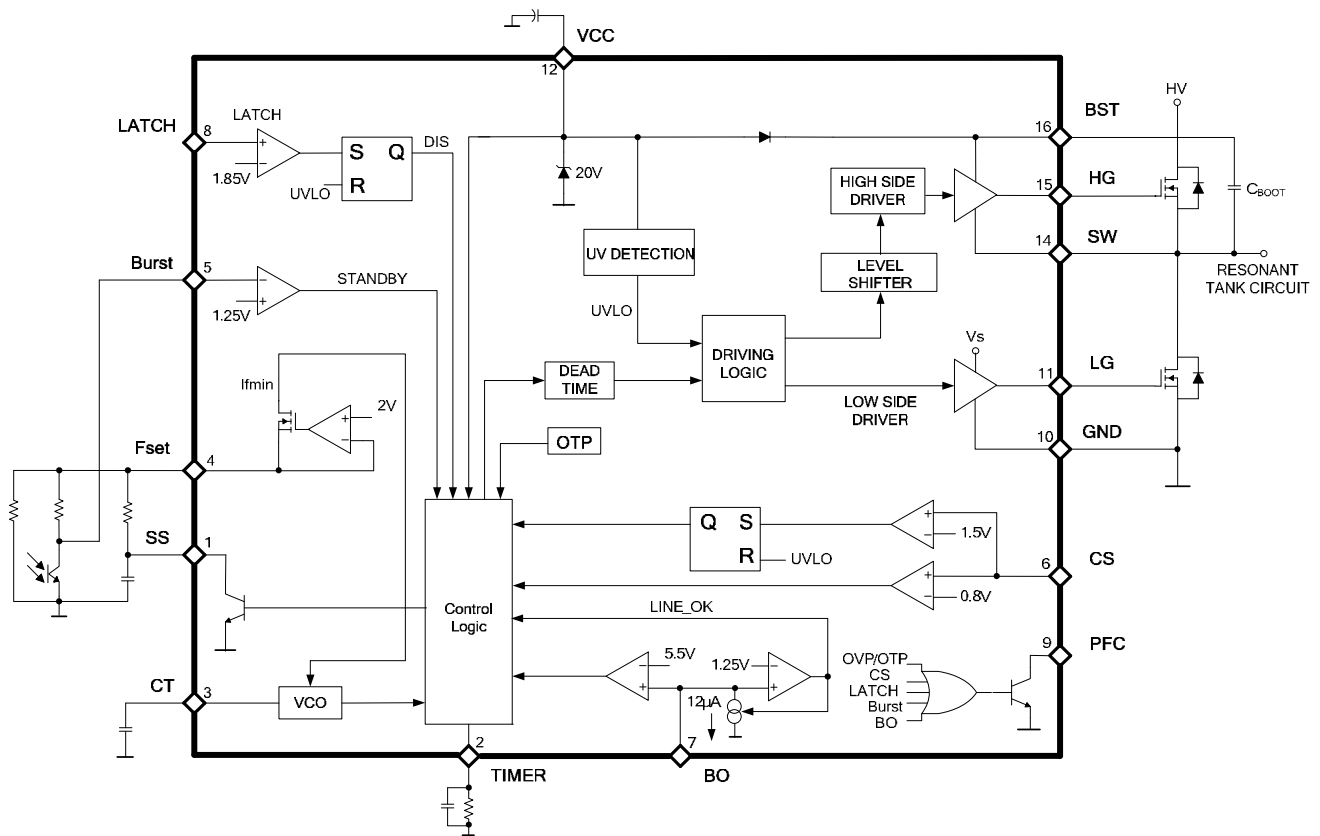 VCC
12
LATCH
8
LATCH
+
−
1.85V
S Q
R
UVLO
DIS
20V
16
BST
HV
HIGH SIDE
DRIVER
15
HG
CBOOT
14
SW
RESONANT
TANK CIRCUIT
UV DETECTION
LEVEL
SHIFTER
UVLO
Burst
5
−
+
1.25V
STANDBY
DRIVING
LOGIC
Vs
11
LG
LOW SIDE
DRIVER
DEAD
TIME
Ifmin
2V
+
−
10
GND
OTP
Fset
4
SS
1
Q S
R
UVLO
+
−
1.5V
6
CS
+
−
0.8V
Control
Logic
LINE_OK
9
PFC
5.5V
−
+
1.25V
−
+
12µA
OVP/OTP
CS
LATCH
Burst
BO
CT
3
VCO
2
TIMER
7
BO